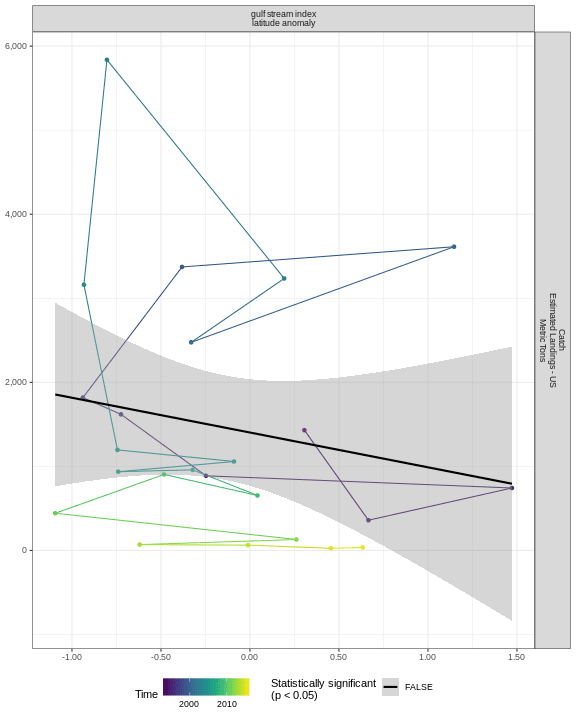 gulf stream index
latitude anomaly
6,000
4,000
2,000
0
Catch
Estimated Landings - US
Metric Tons
-1.00
-0.50
0.00
0.50
1.00
1.50
Time
2000
2010
Statistically significant
(p < 0.05)
FALSE